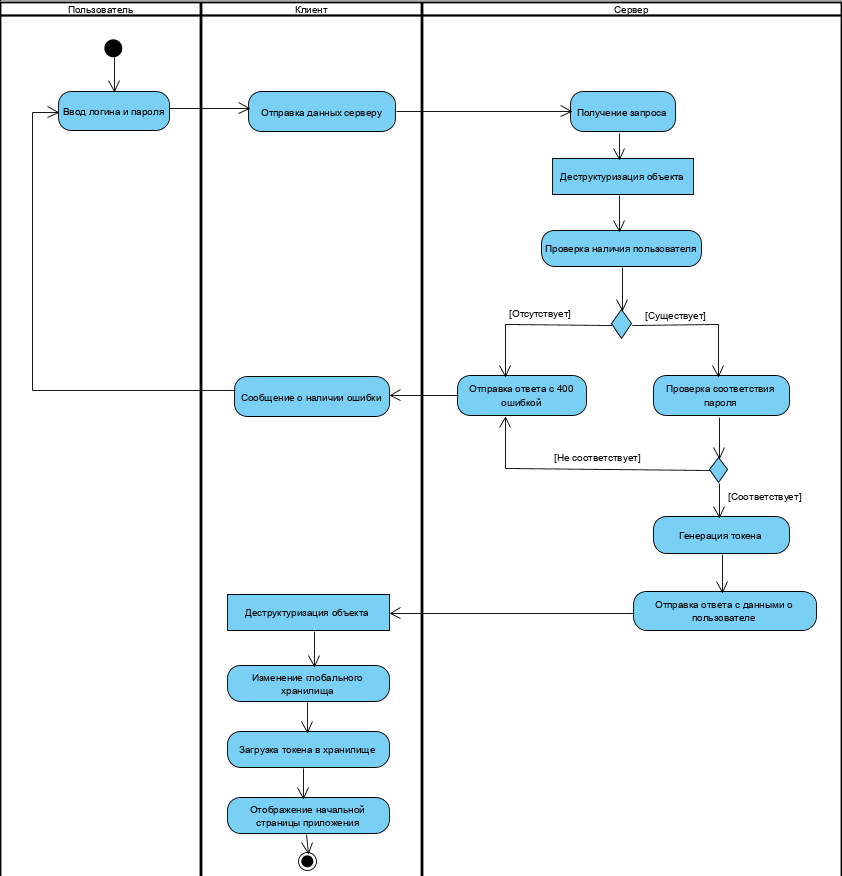 Пользователь
Клиент
Сервер
Ввод логина и пароля
Отправка данных серверу
Получение запроса
Деструктуризация объекта
Проверка наличия пользователя
[Отсутствует]
[Существует]
Сообщение о наличии ошибки
Отправка ответа с 400
ошибкой
Проверка соответствия
пароля
[Не соответствует]
[Соответствует]
Генерация токена
Отправка ответа с данными о
пользователе
Деструктуризация объекта
Изменение глобального
хранилища
Загрузка токена в хранилище
Отображение начальной
страницы приложения